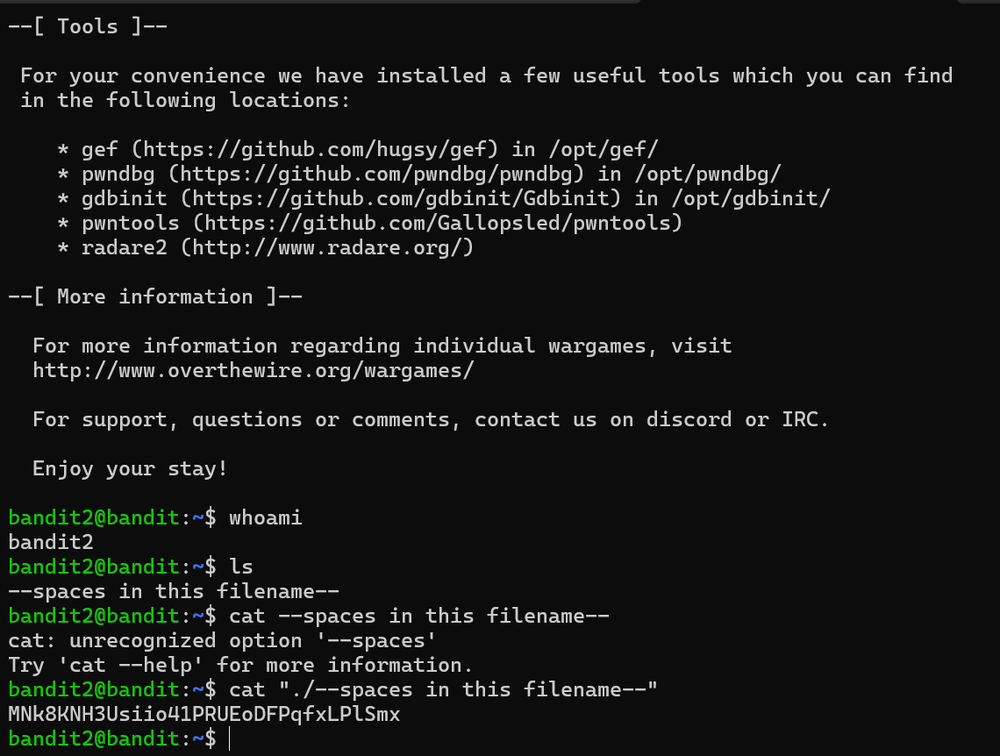 --[ Tools ]--
For your convenience we have installed a few useful tools which you can find
in the following locations:
* gef (https://github.com/hugsy/gef) in /opt/gef/
* pwndbg (https://github.com/pwndbg/pwndbg) in /opt/pwndbg/
* gdbinit (https://github.com/gdbinit/Gdbinit) in /opt/gdbinit/
* pwntools (https://github.com/Gallopsled/pwntools)
* radare2 (http://www.radare.org/)
--[ More information ]--
For more information regarding individual wargames, visit
http://www.overthewire.org/wargames/
For support, questions or comments, contact us on discord or IRC.
Enjoy your stay!
bandit2@bandit:~$ whoami
bandit2
bandit2@bandit:~$ ls
--spaces in this filename--
bandit2@bandit:~$ cat --spaces in this filename--
cat: unrecognized option '--spaces'
Try 'cat --help' for more information.
bandit2@bandit:~$ cat "./--spaces in this filename--"
MNk8KNH3Usiio41PRUEoDFPqfxLPlSmx
bandit2@bandit:~$